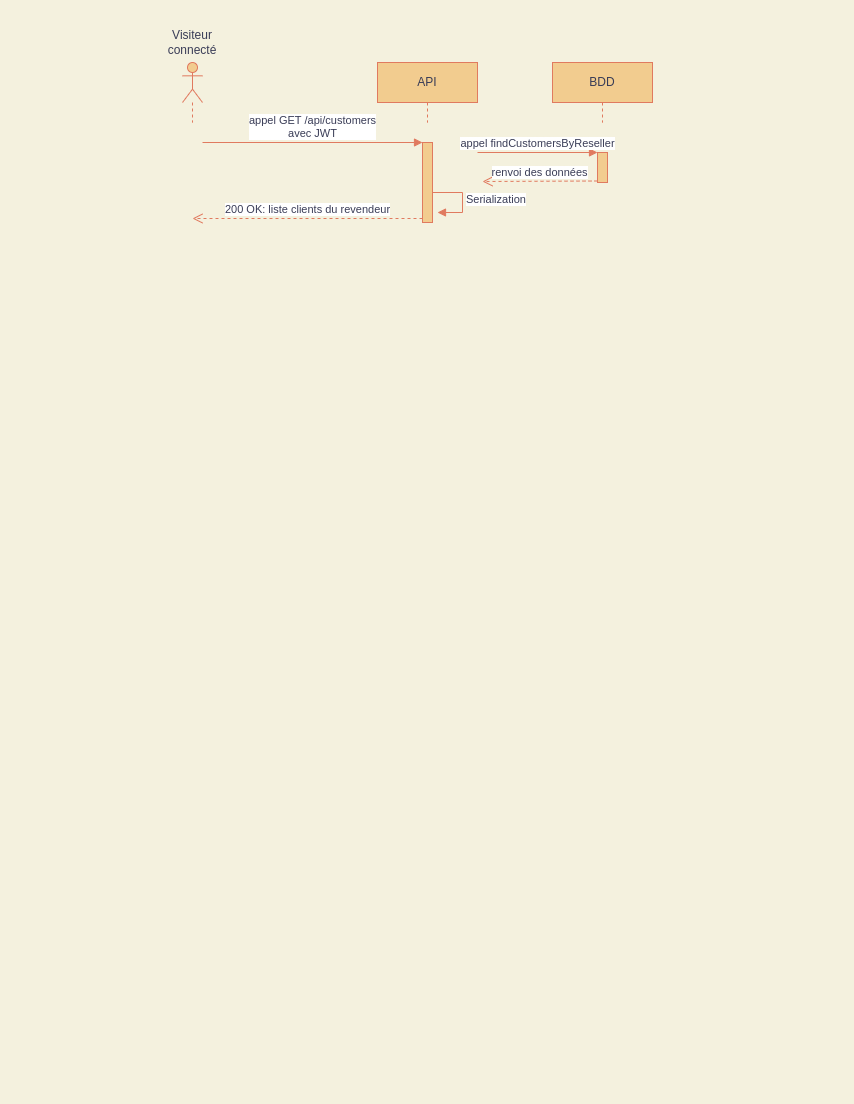 Visiteur
connecté
API
BDD
appel GET /api/customers
avec JWT
appel findCustomersByReseller
renvoi des données
Serialization
200 OK: liste clients du revendeur